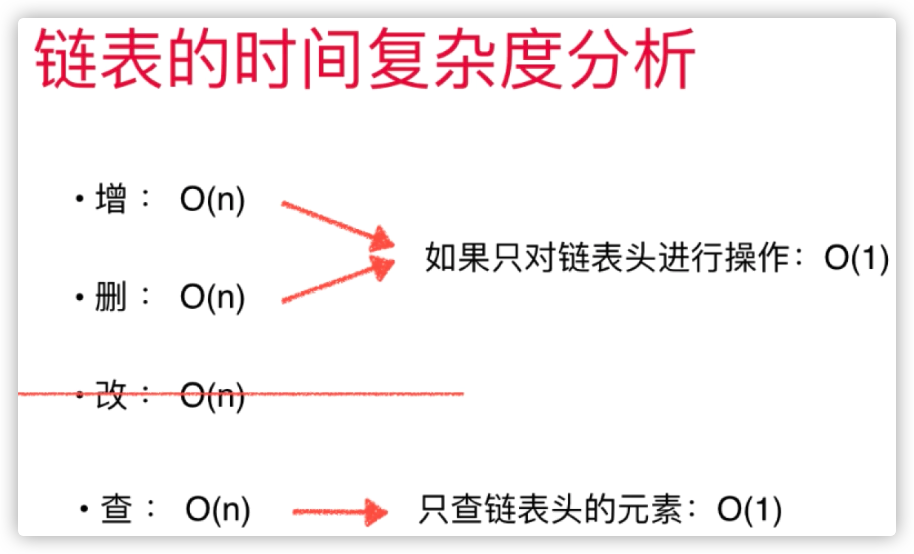 链表的时间复杂度分析
• 增： O(n)
如果只对链表头进行操作：O(1)
• 删： O(n)
• 改： O(n)
• 查： O(n)
只查链表头的元素：O(1)